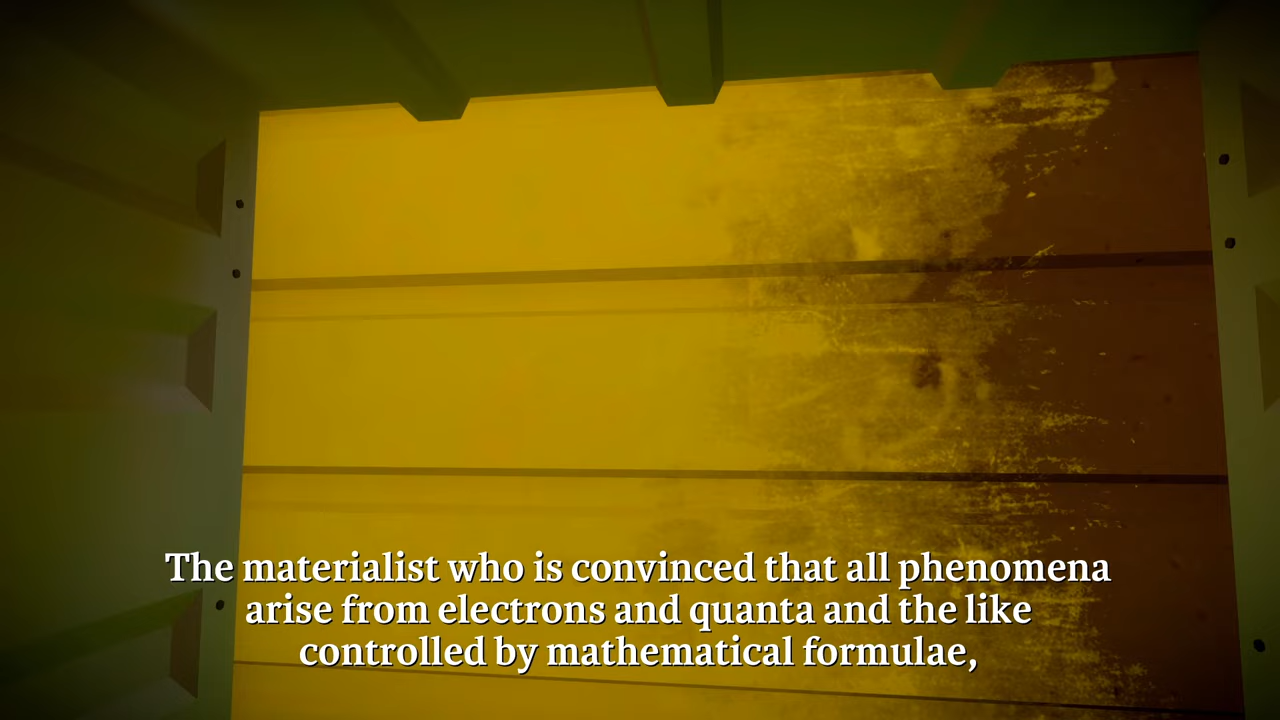 The materialist who is convinced that all phenomena
arise from electrons and quanta and the like
controlled by mathematical formulae,